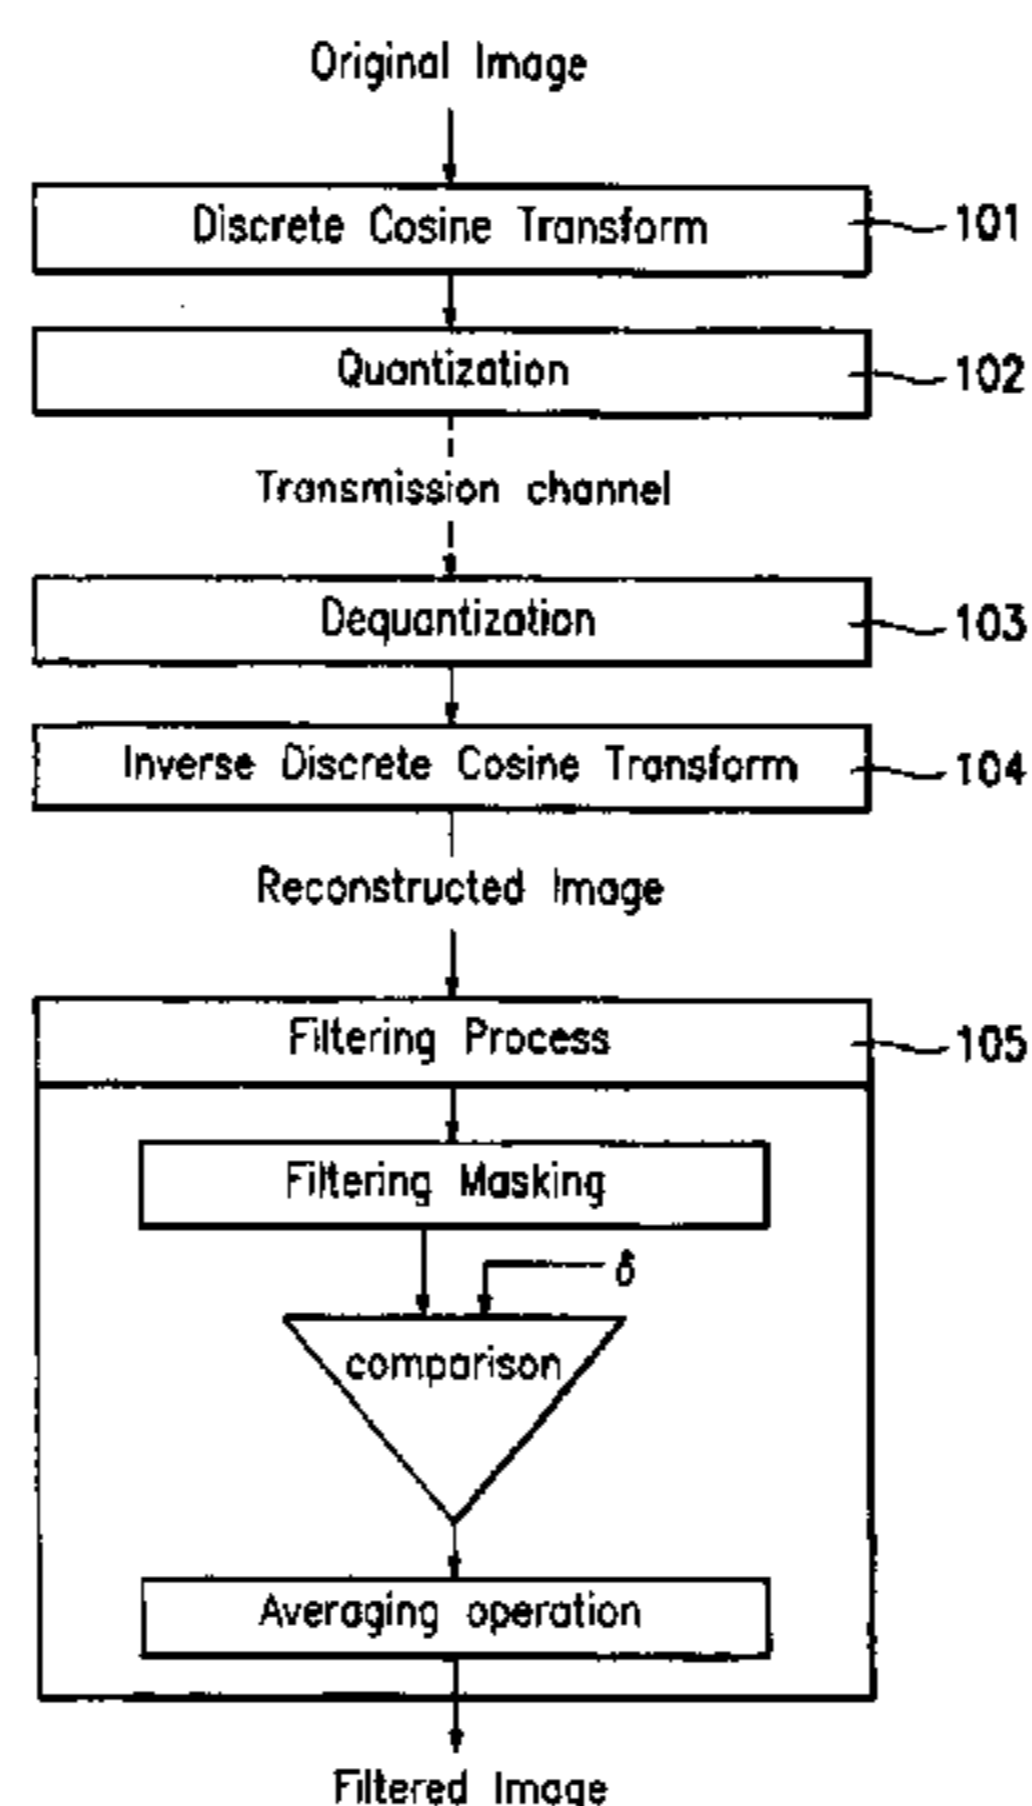 Original Image
Discrete Cosine Transform
101
Quantization
102
Transmission channel
Dequantization
103
Inverse Discrete Cosine Transform
104
Reconstructed Image
Filtering Process
105
Filtering Masking
δ
comparison
Averaging operation
Filtered Image